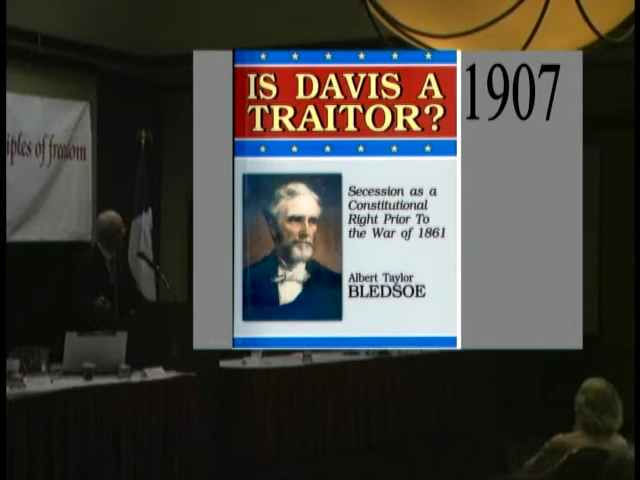 IS DAVIS A
TRAITOR?
1907
Secession as a
Constitutional
Right Prior To
the War of 1861
Albert Taylor
BLEDSOE
of freedom